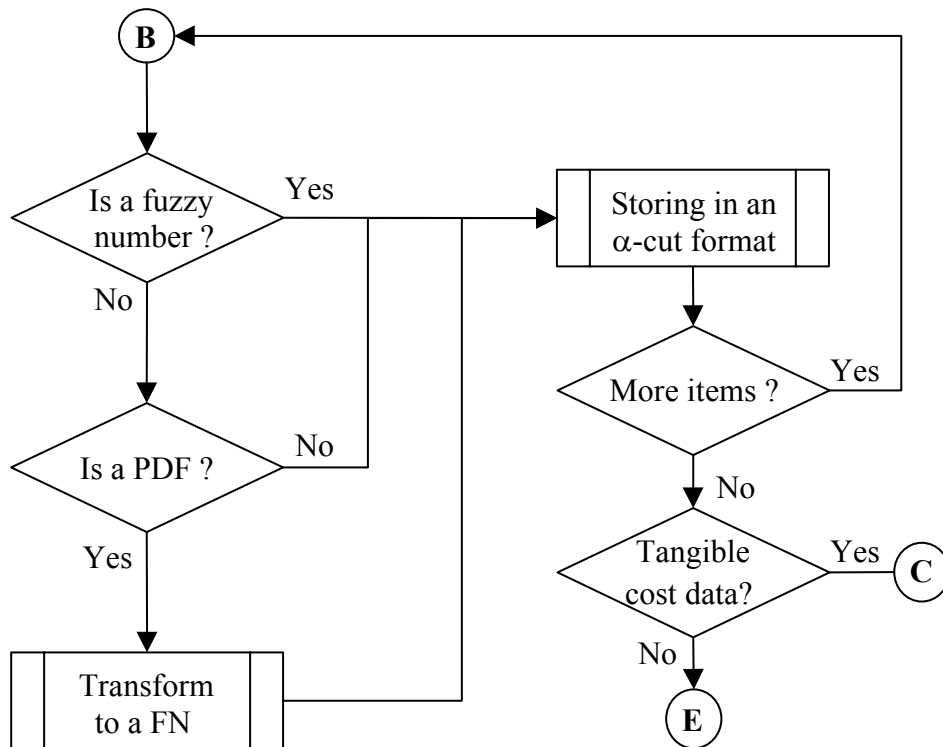 B
Is a fuzzy
number ?
Yes
No
Is a PDF ?
No
Yes
Transform
to a FN
Storing in an
α-cut format
More items ?
Yes
No
Tangible
cost data?
Yes
C
No
E